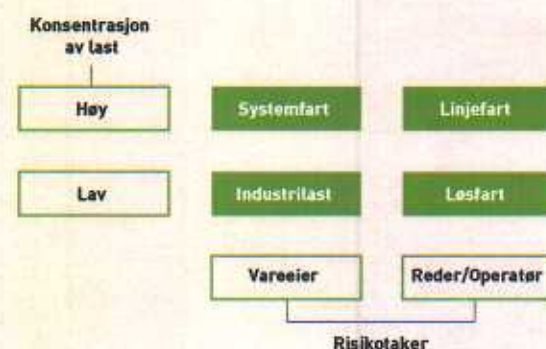 Konsentrasjon
av last
Høy
Systemfart
Linjefart
Lav
Industrilast
Løsfart
Vareeier
Reder/Operatør
Risikotaker